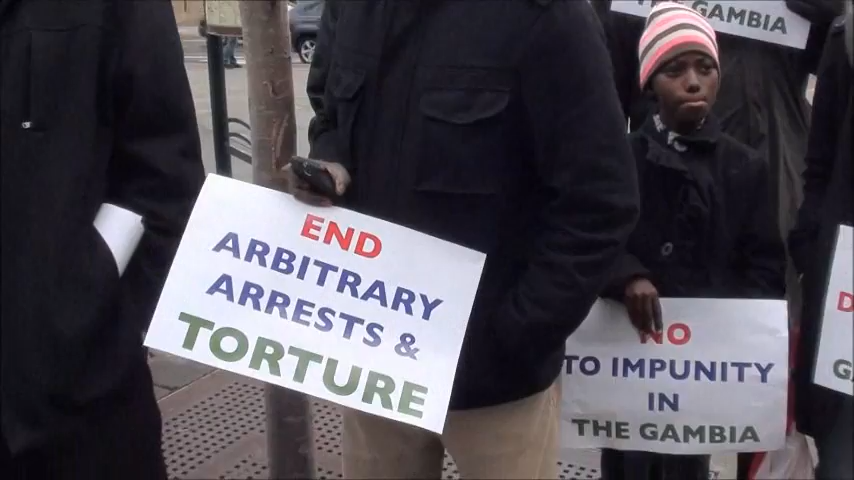 END
ARBITRARY
ARRESTS &
TORTURE
NO
TO IMPUNITY
IN
THE GAMBIA
GAMBIA
D
G